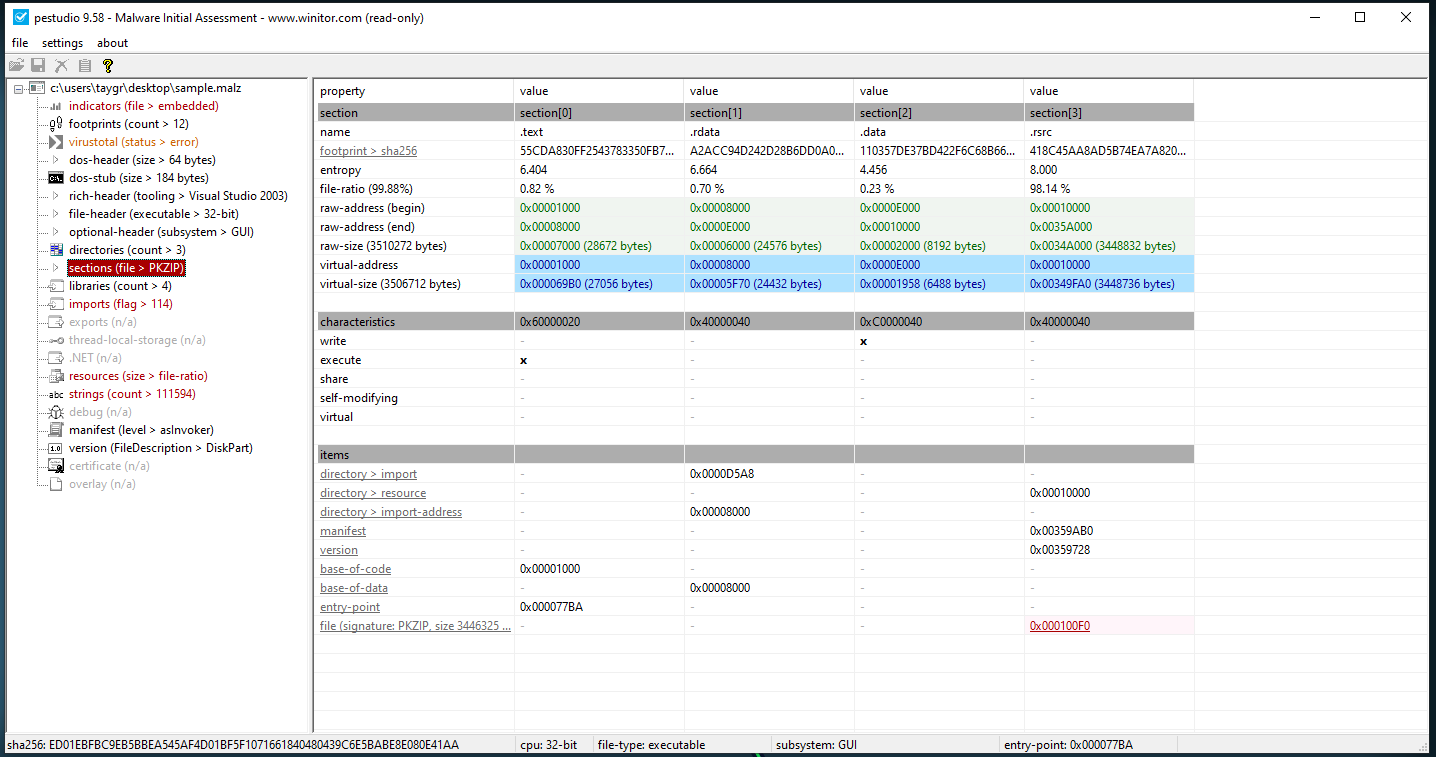 pestudio 9.58 - Malware Initial Assessment - www.winitor.com (read-only)
file settings about
c:\users\taygr\desktop\sample.malz
indicators (file > embedded)
footprints (count > 12)
virustotal (status > error)
dos-header (size > 64 bytes)
dos-stub (size > 184 bytes)
rich-header (tooling > Visual Studio 2003)
file-header (executable > 32-bit)
optional-header (subsystem > GUI)
directories (count > 3)
sections (file > PKZIP)
libraries (count > 4)
imports (flag > 114)
exports (n/a)
thread-local-storage (n/a)
.NET (n/a)
resources (size > file-ratio)
abc strings (count > 111594)
debug (n/a)
manifest (level > asInvoker)
1.0 version (FileDescription > DiskPart)
certificate (n/a)
overlay (n/a)
property value value value value
section section[0] section[1] section[2] section[3]
name .text .rdata .data .rsrc
footprint > sha256 55CDA830FF2543783350FB7... A2ACC94D242D28B6DD0A0... 110357DE37BD422F6C68B66... 418C45AA8AD5B74EA7A820...
entropy 6.404 6.664 4.456 8.000
file-ratio (99.88%) 0.82 % 0.70 % 0.23 % 98.14 %
raw-address (begin) 0x00001000 0x00008000 0x0000E000 0x00010000
raw-address (end) 0x00008000 0x0000E000 0x00010000 0x0035A000
raw-size (3510272 bytes) 0x00007000 (28672 bytes) 0x00006000 (24576 bytes) 0x00002000 (8192 bytes) 0x0034A000 (3448832 bytes)
virtual-address 0x00001000 0x00008000 0x0000E000 0x00010000
virtual-size (3506712 bytes) 0x000069B0 (27056 bytes) 0x00005F70 (24432 bytes) 0x00001958 (6488 bytes) 0x00349FA0 (3448736 bytes)
characteristics 0x60000020 0x40000040 0xC0000040 0x40000040
write - - x -
execute x - - -
share - - - -
self-modifying - - - -
virtual - - - -
items
directory > import - 0x0000D5A8 - -
directory > resource - - - 0x00010000
directory > import-address - 0x00008000 - -
manifest - - - 0x00359AB0
version - - - 0x00359728
base-of-code 0x00001000 - - -
base-of-data - 0x00008000 - -
entry-point 0x000077BA - - -
file (signature: PKZIP, size 3446325 ... - - - 0x000100F0
sha256: ED01EBFBC9EB5BBEA545AF4D01BF5F1071661840480439C6E5BABE8E080E41AA cpu: 32-bit file-type: executable subsystem: GUI entry-point: 0x000077BA